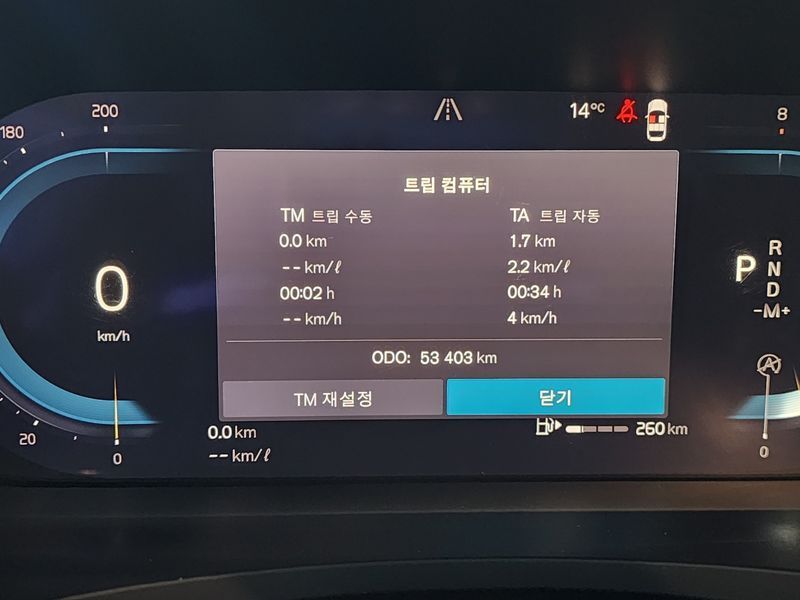 200
180
14°C
8
트립 컴퓨터
TM 트립 수동
TA 트립 자동
0.0 km
1.7 km
-- km/ℓ
2.2 km/ℓ
00:02 h
00:34 h
-- km/h
4 km/h
0
km/h
P
R
N
D
-M+
A
ODO: 53 403 km
TM 재설정
닫기
20
0
0.0 km
-- km/ℓ
260 km
0